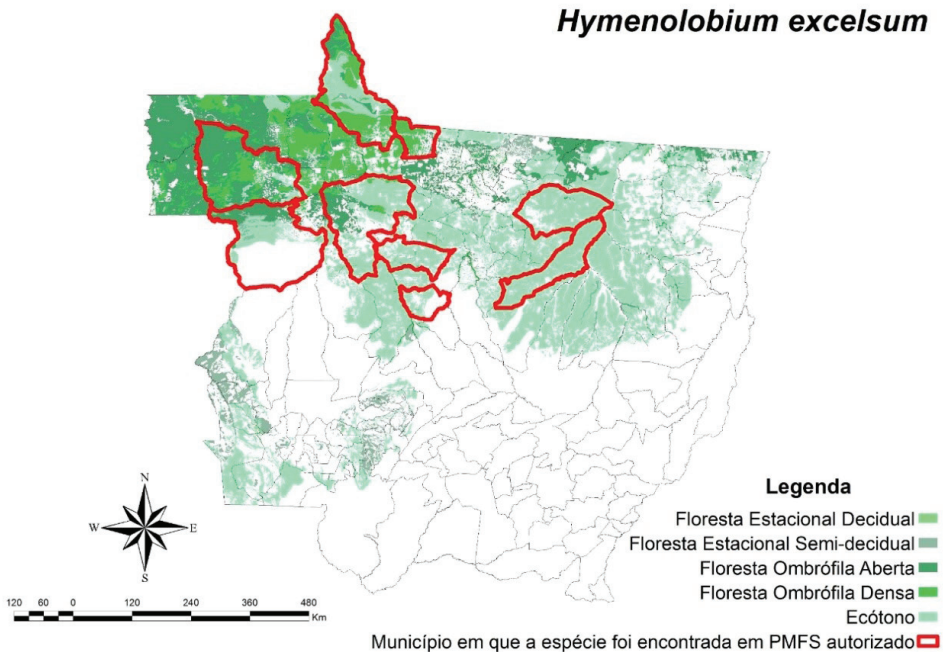 Hymenolobium excelsum
N
W
E
S
120 60 0 120 240 360 480
Km
Legenda
Floresta Estacional Decidual
Floresta Estacional Semi-decidual
Floresta Ombrófila Aberta
Floresta Ombrófila Densa
Ecótono
Município em que a espécie foi encontrada em PMFS autorizado